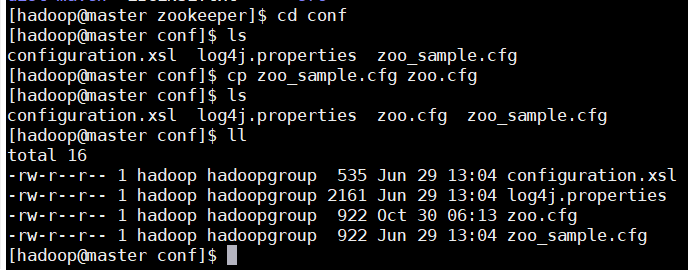 [hadoop@master zookeeper]$ cd conf
[hadoop@master conf]$ ls
configuration.xsl  log4j.properties  zoo_sample.cfg
[hadoop@master conf]$ cp zoo_sample.cfg zoo.cfg
[hadoop@master conf]$ ls
configuration.xsl  log4j.properties  zoo.cfg  zoo_sample.cfg
[hadoop@master conf]$ ll
total 16
-rw-r--r-- 1 hadoop hadoopgroup  535 Jun 29 13:04 configuration.xsl
-rw-r--r-- 1 hadoop hadoopgroup 2161 Jun 29 13:04 log4j.properties
-rw-r--r-- 1 hadoop hadoopgroup  922 Oct 30 06:13 zoo.cfg
-rw-r--r-- 1 hadoop hadoopgroup  922 Jun 29 13:04 zoo_sample.cfg
[hadoop@master conf]$